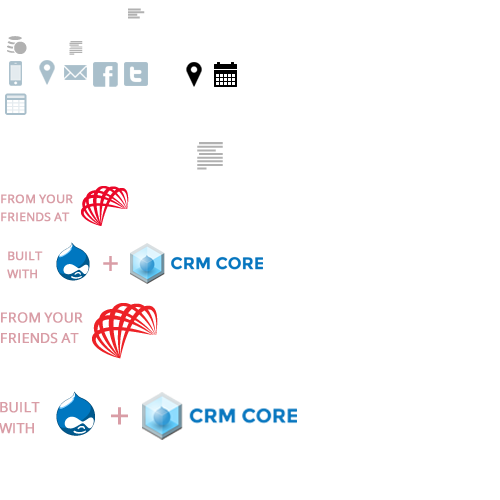 FROM YOUR
FRIENDS AT
BUILT
WITH
+ CRM CORE
FROM YOUR
FRIENDS AT
BUILT
WITH
+ CRM CORE